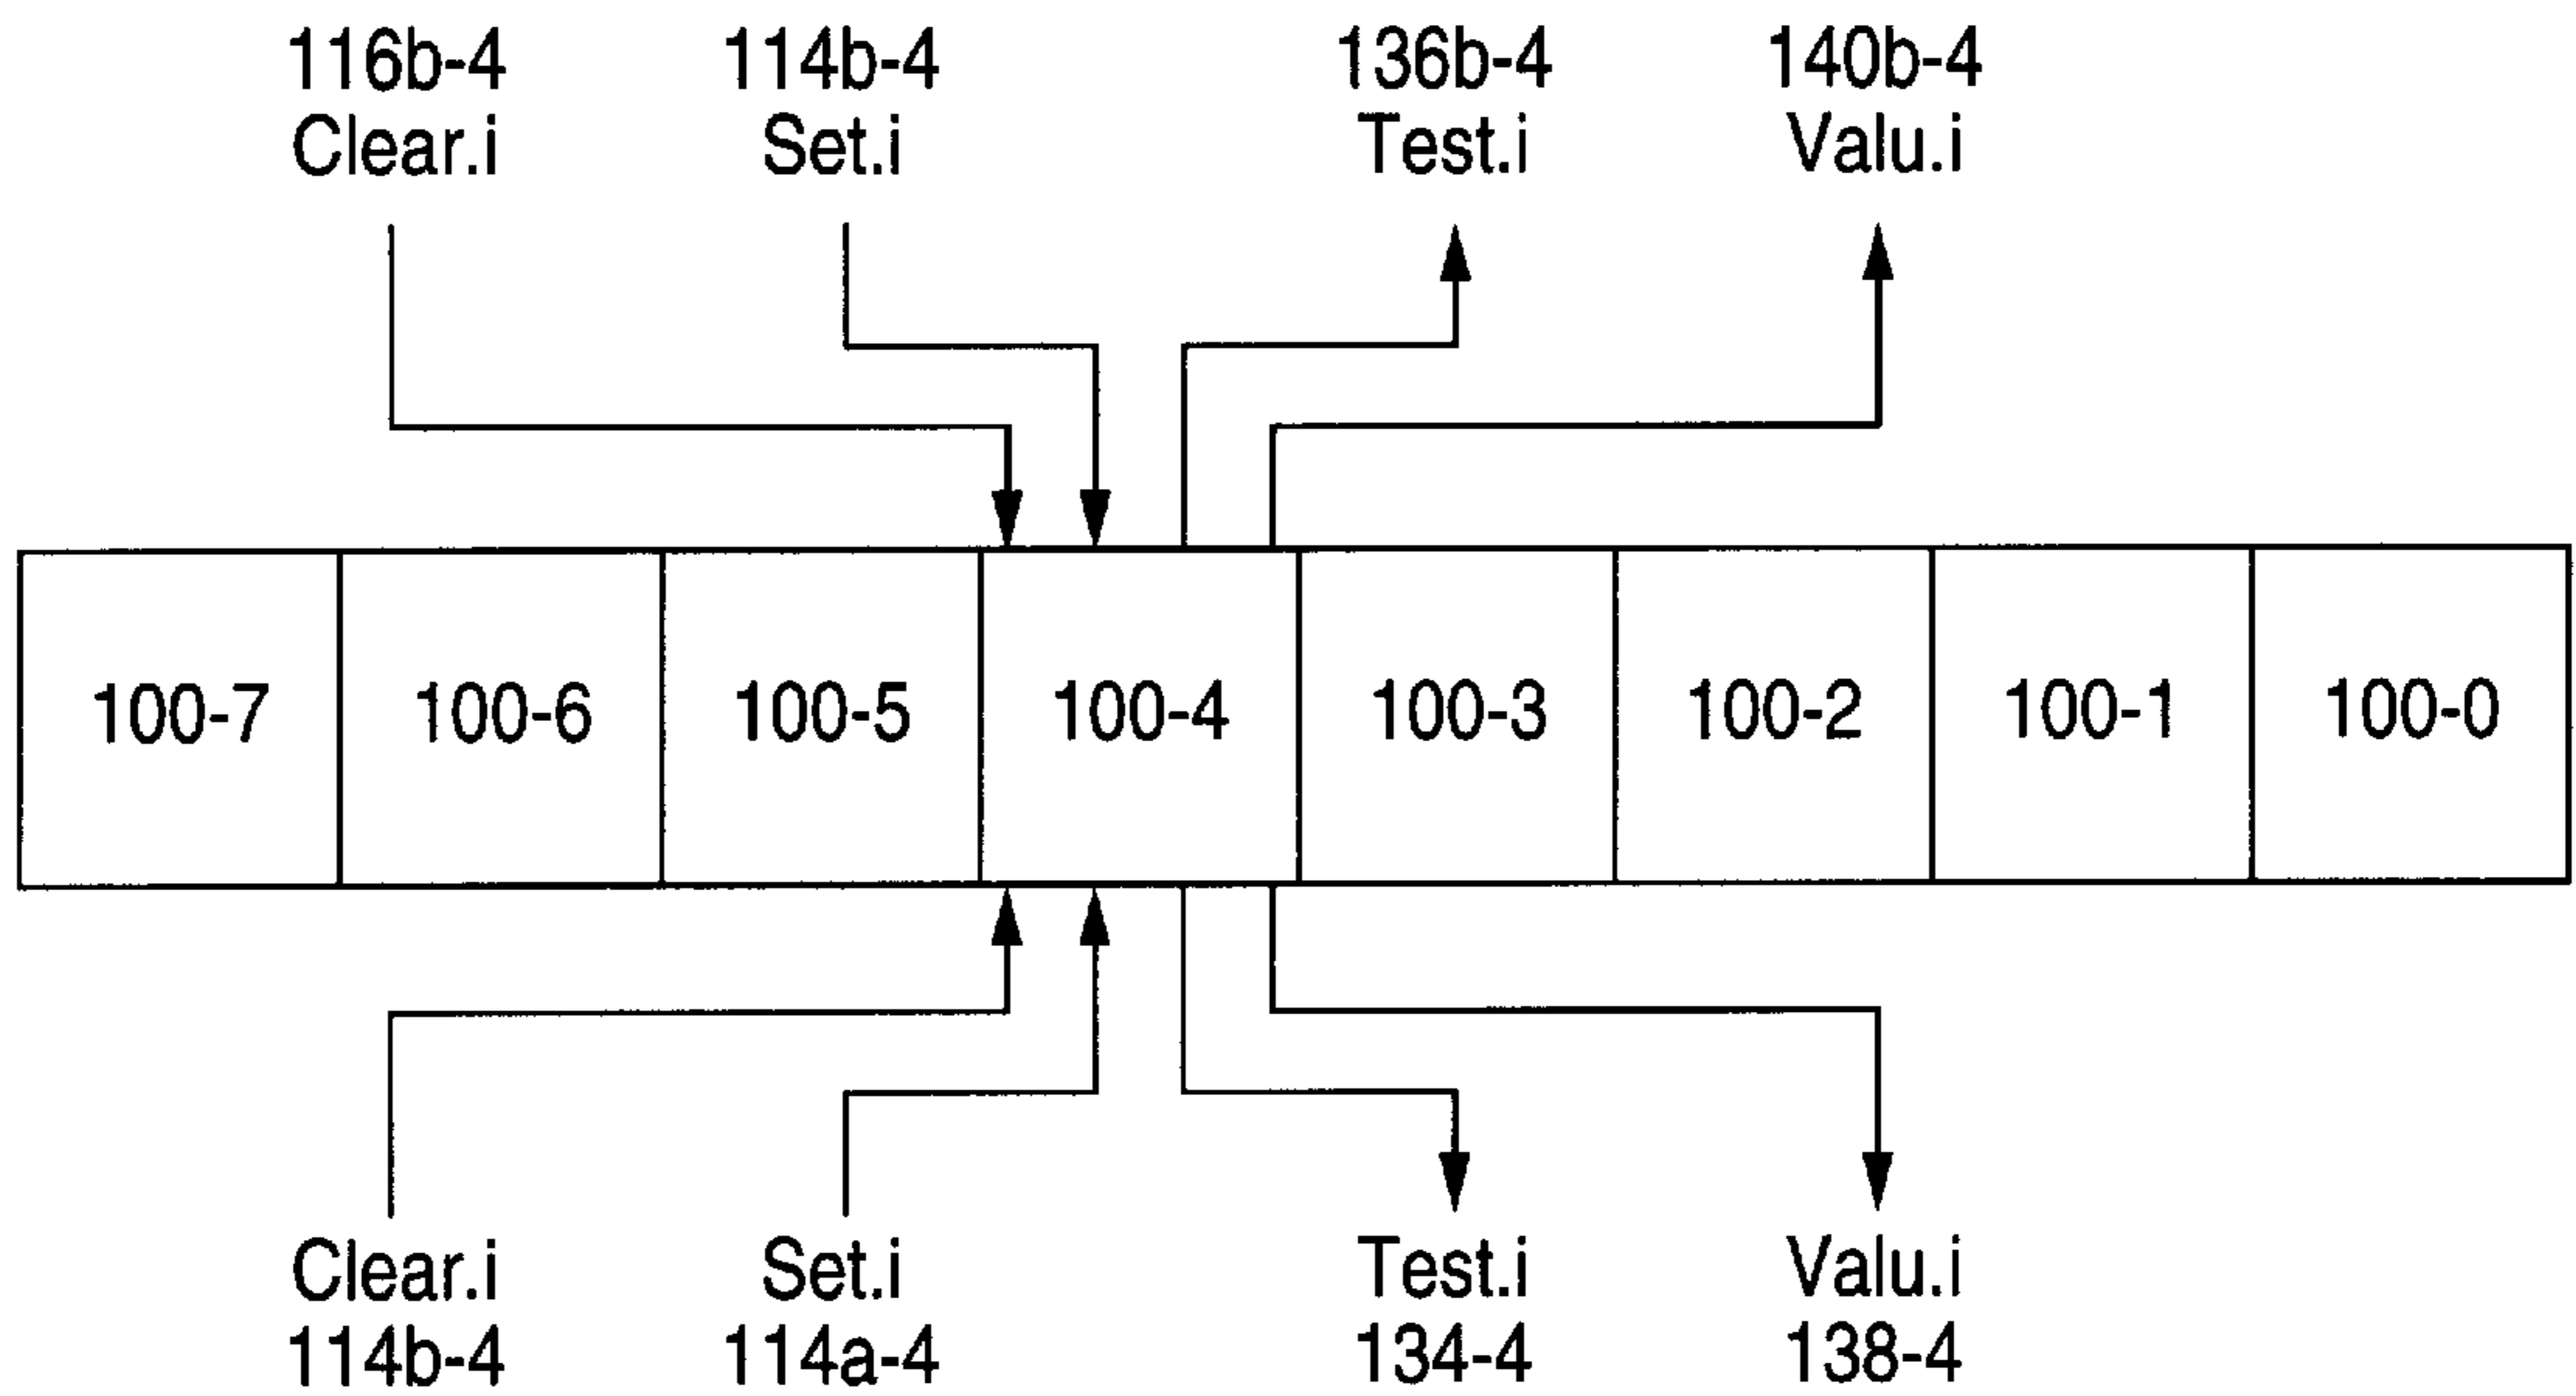 116b-4 114b-4 136b-4 140b-4
Clear.i Set.i Test.i Valu.i
100-7 100-6 100-5 100-4 100-3 100-2 100-1 100-0
Clear.i Set.i Test.i Valu.i
114b-4 114a-4 134-4 138-4